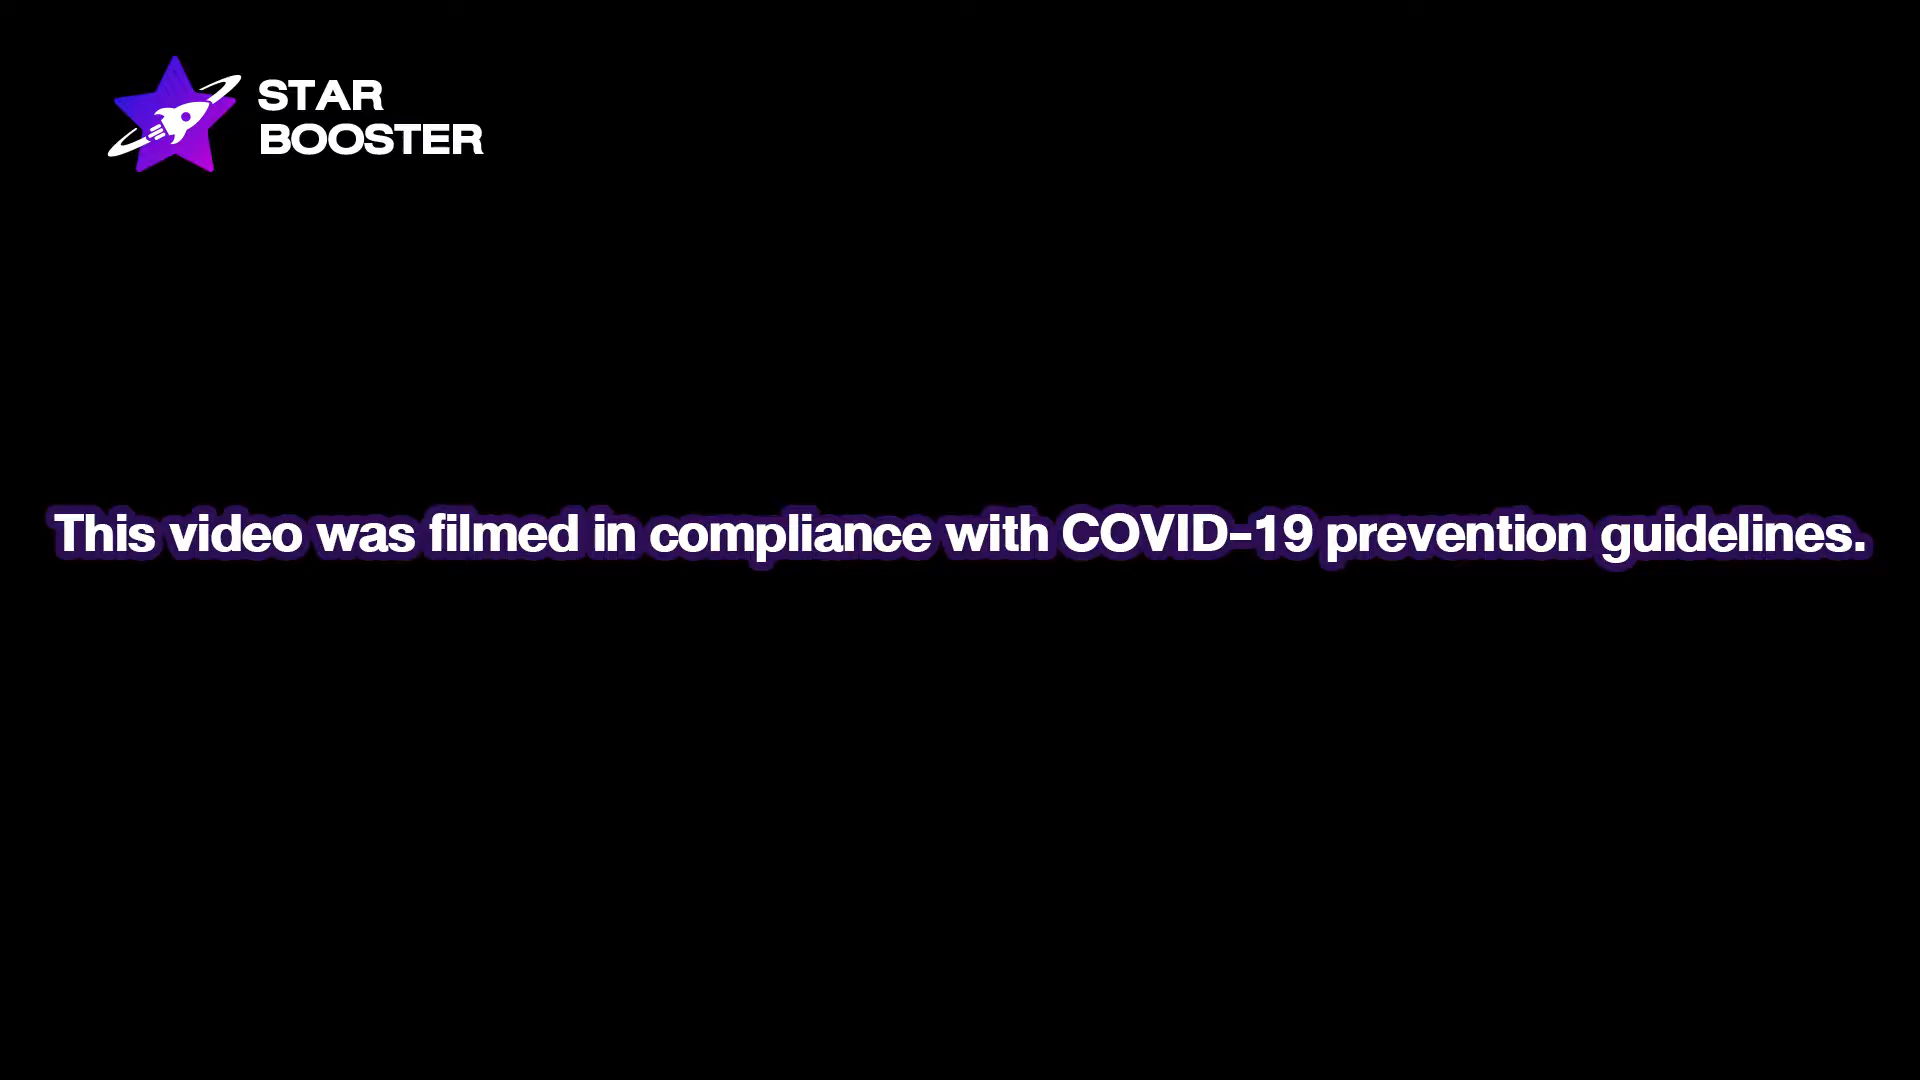 STAR
BOOSTER
This video was filmed in compliance with COVID-19 prevention guidelines.